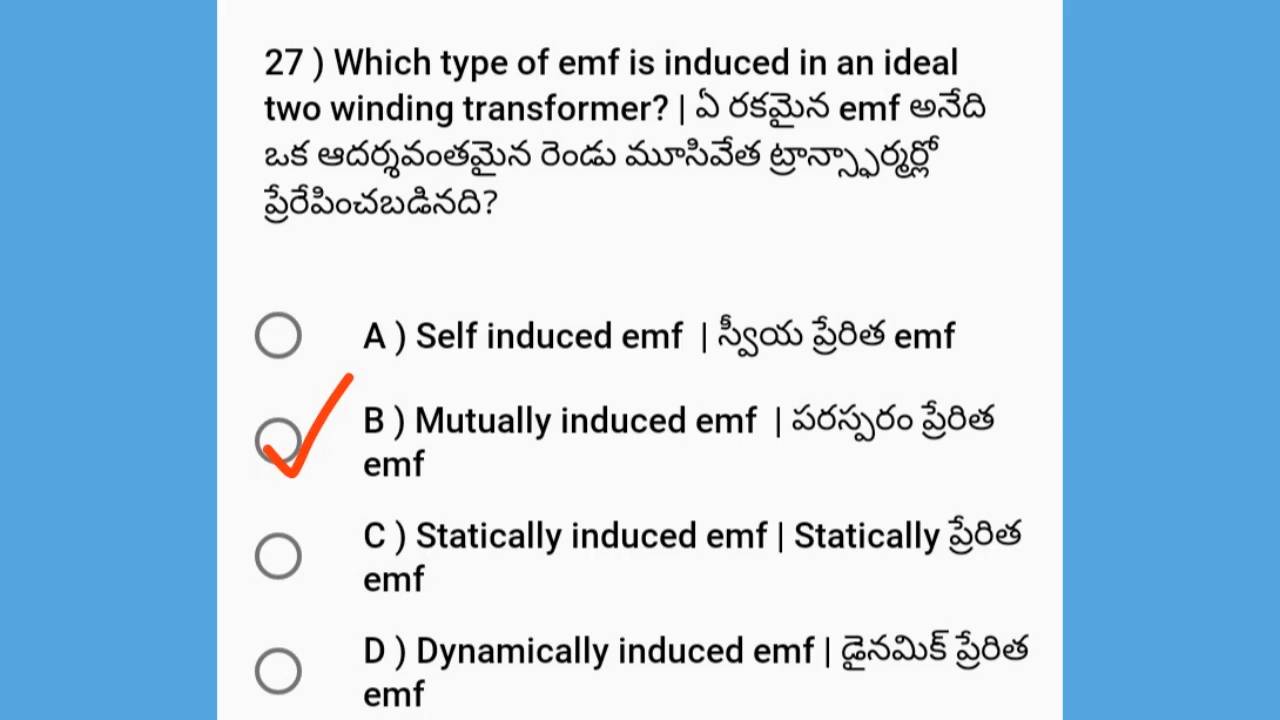 27 ) Which type of emf is induced in an ideal
two winding transformer? | ఏ రకమైన emf అనేది
ఒక ఆదర్శవంతమైన రెండు మూసివేత ట్రాన్స్ఫార్మర్లో
ప్రేరేపించబడినది?
A ) Self induced emf | స్వీయ ప్రేరిత emf
B ) Mutually induced emf | పరస్పరం ప్రేరిత
emf
C ) Statically induced emf | Statically ప్రేరిత
emf
D ) Dynamically induced emf | డైనమిక్ ప్రేరిత
emf